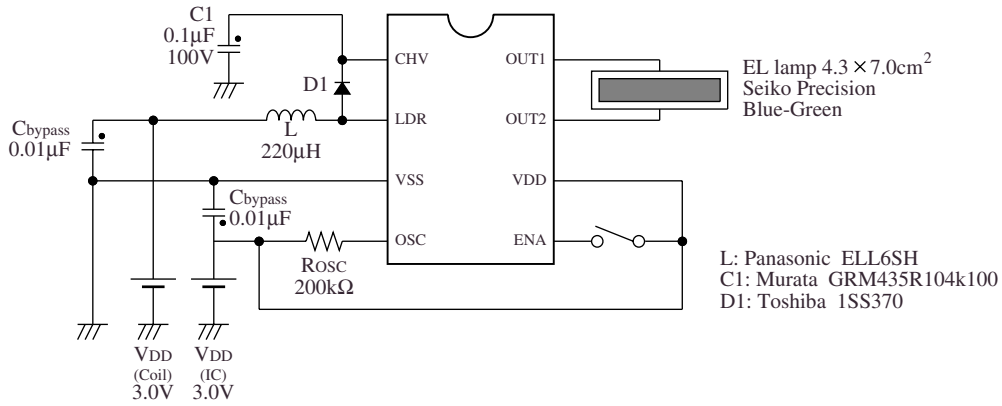 C1
0.1µF
100V
D1
L
220µH
Cbypass
0.01µF
Cbypass
0.01µF
ROSC
200kΩ
VDD
(Coil)
3.0V
VDD
(IC)
3.0V
CHV
LDR
VSS
OSC
OUT1
OUT2
VDD
ENA
EL lamp 4.3 × 7.0cm²
Seiko Precision
Blue-Green
L: Panasonic ELL6SH
C1: Murata GRM435R104k100
D1: Toshiba 1SS370